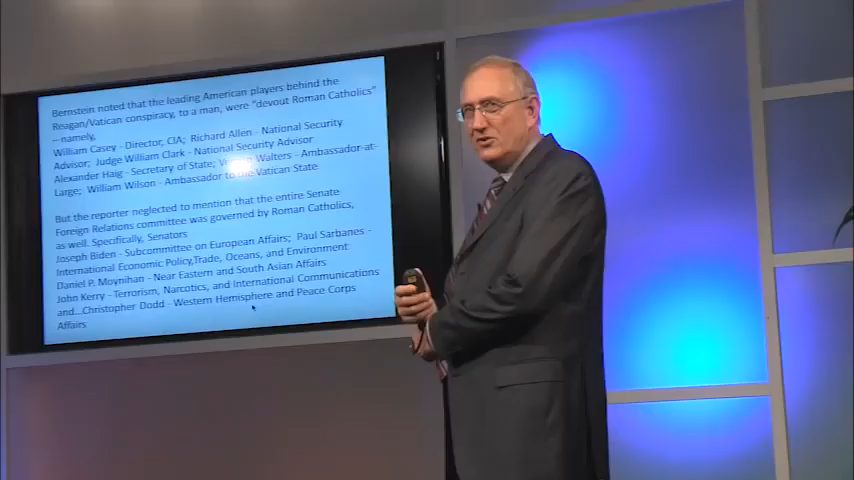 Bernstein noted that the leading American players behind the
Reagan/Vatican conspiracy, to a man, were "devout Roman Catholics"
—namely,
William Casey - Director, CIA; Richard Allen - National Security
Advisor; Judge William Clark - National Security Advisor
Alexander Haig - Secretary of State; Walters - Ambassador-at-
Large; William Wilson - Ambassador to the Vatican State
But the reporter neglected to mention that the entire Senate
Foreign Relations committee was governed by Roman Catholics,
as well. Specifically, Senators
Joseph Biden - Subcommittee on European Affairs; Paul Sarbanes -
International Economic Policy,Trade, Oceans, and Environment
Daniel P. Moynihan - Near Eastern and South Asian Affairs
John Kerry - Terrorism, Narcotics, and International Communications
and...Christopher Dodd - Western Hemisphere and Peace Corps
Affairs